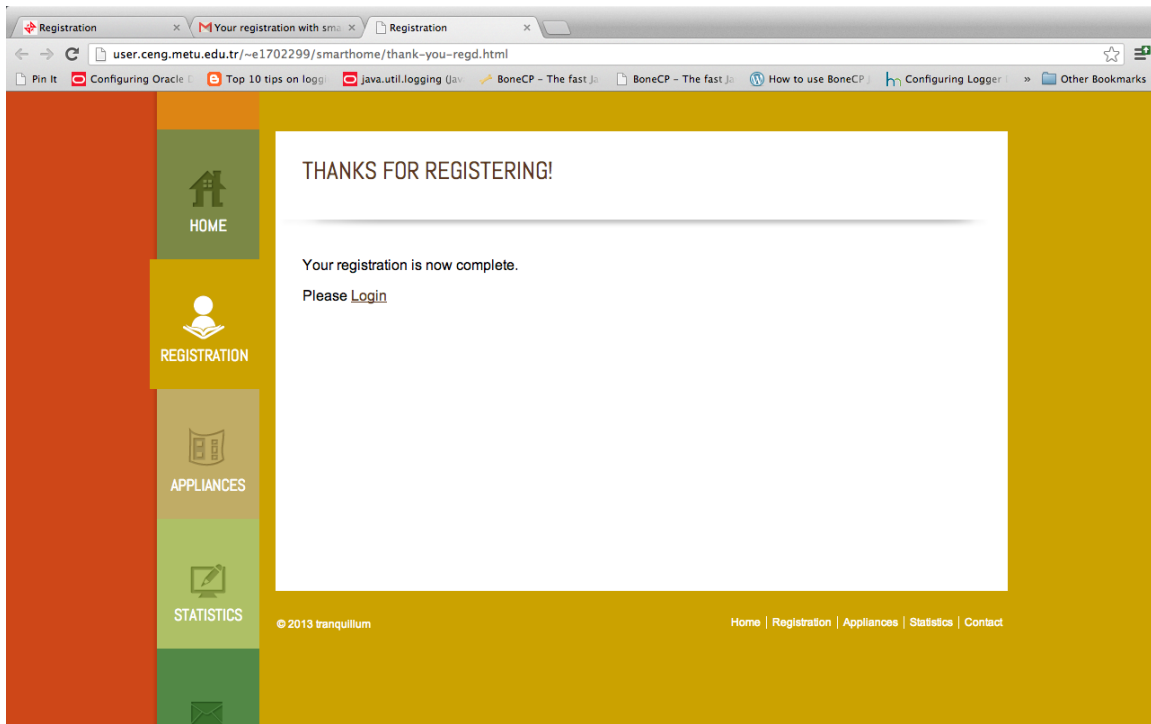 Registration
Your registration with sma
Registration
user.ceng.metu.edu.tr/~e1702299/smarthome/thank-you-regd.html
Pin It
Configuring Oracle
Top 10 tips on loggi
java.util.logging (Jav
BoneCP – The fast Ja
BoneCP – The fast Ja
How to use BoneCP
Configuring Logger
» Other Bookmarks
HOME
REGISTRATION
APPLIANCES
STATISTICS
THANKS FOR REGISTERING!
Your registration is now complete.
Please Login
© 2013 tranquilium
Home | Registration | Appliances | Statistics | Contact